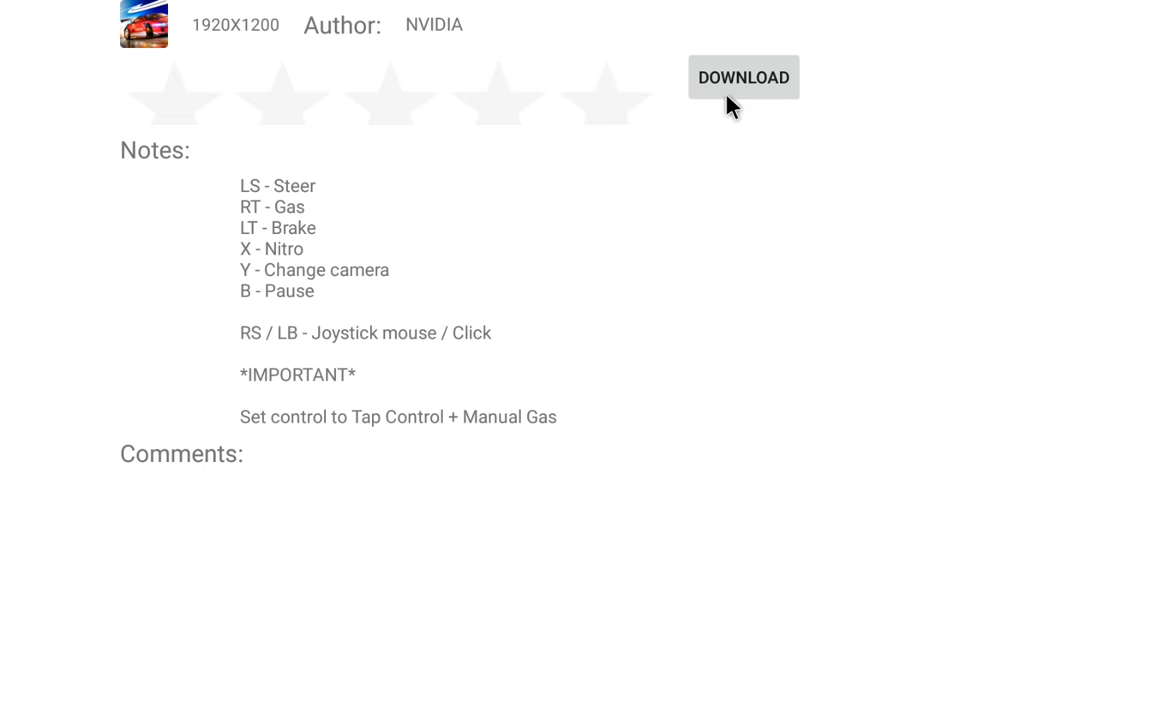 1920X1200 Author: NVIDIA
DOWNLOAD
Notes:
LS - Steer
RT - Gas
LT - Brake
X - Nitro
Y - Change camera
B - Pause
RS / LB - Joystick mouse / Click
*IMPORTANT*
Set control to Tap Control + Manual Gas
Comments: